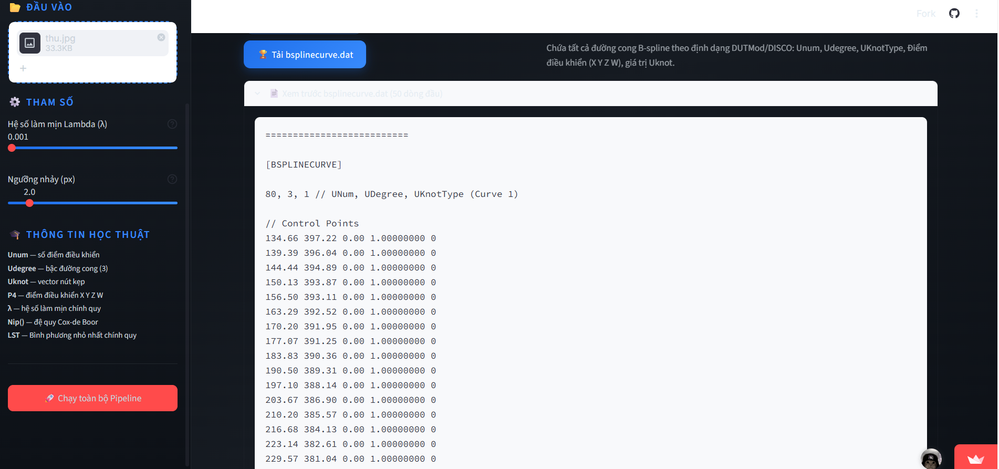 ĐẦU VÀO
thu.jpg
33.3KB
THAM SỐ
Hệ số làm mịn Lambda (λ)
0.001
Ngưỡng nhảy (px)
2.0
THÔNG TIN HỌC THUẬT
Unum — số điểm điều khiển
Udegree — bậc đường cong (3)
Uknot — vector nút kẹp
P4 — điểm điều khiển X Y Z W
λ — hệ số làm mịn chính quy
Nip() — đệ quy Cox-de Boor
LST — Bình phương nhỏ nhất chính quy
Chạy toàn bộ Pipeline
Fork
Tải bsplinecurve.dat
Chứa tất cả đường cong B-spline theo định dạng DUTMod/DISCO: Unum, Udegree, UKnotType, Điểm
điều khiển (X Y Z W), giá trị Uknot.
Xem trước bsplinecurve.dat (50 dòng đầu)
==========================
[BSPLINECURVE]
80, 3, 1 // UNum, UDegree, UKnotType (Curve 1)
// Control Points
134.66 397.22 0.00 1.00000000 0
139.39 396.04 0.00 1.00000000 0
144.44 394.89 0.00 1.00000000 0
150.13 393.87 0.00 1.00000000 0
156.50 393.11 0.00 1.00000000 0
163.29 392.52 0.00 1.00000000 0
170.20 391.95 0.00 1.00000000 0
177.07 391.25 0.00 1.00000000 0
183.83 390.36 0.00 1.00000000 0
190.50 389.31 0.00 1.00000000 0
197.10 388.14 0.00 1.00000000 0
203.67 386.90 0.00 1.00000000 0
210.20 385.57 0.00 1.00000000 0
216.68 384.13 0.00 1.00000000 0
223.14 382.61 0.00 1.00000000 0
229.57 381.04 0.00 1.00000000 0